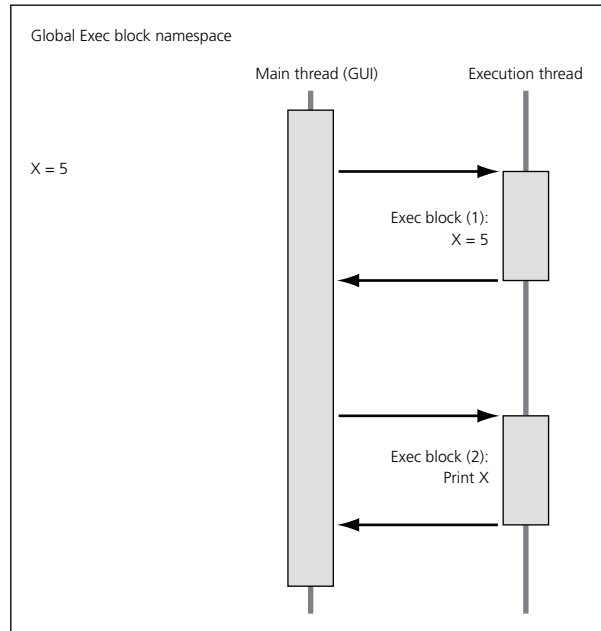 Global Exec block namespace
Main thread (GUI)
Execution thread
X = 5
Exec block (1):
X = 5
Exec block (2):
Print X